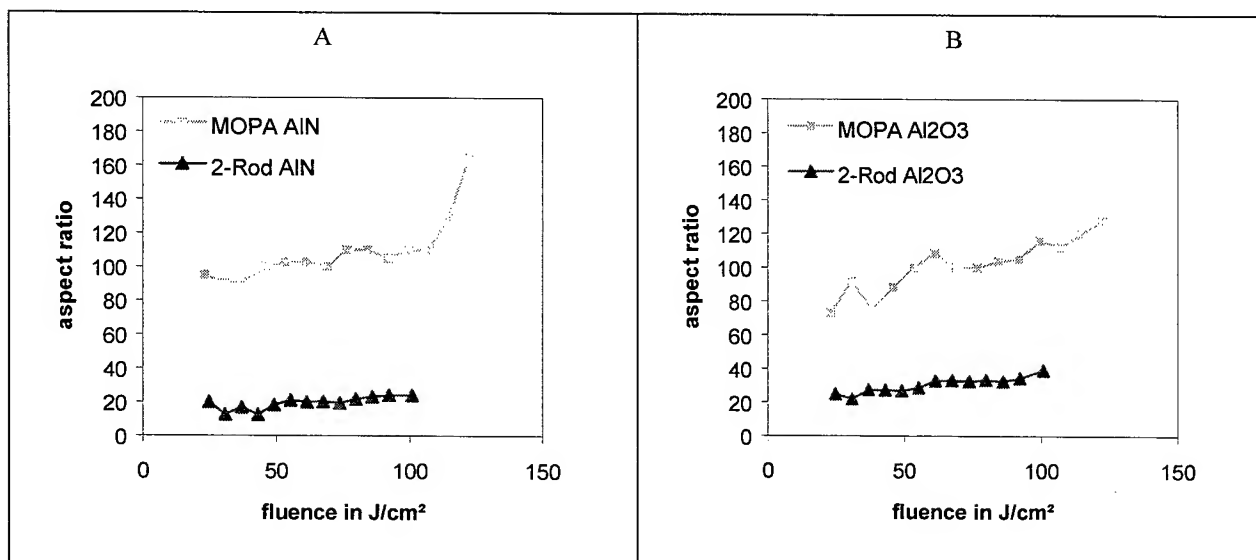 A
200
180
160
140
120
100
80
60
40
20
0
MOPA AlN
2-Rod AlN
aspect ratio
0 50 100 150
fluence in J/cm²
B
200
180
160
140
120
100
80
60
40
20
0
MOPA Al2O3
2-Rod Al2O3
aspect ratio
0 50 100 150
fluence in J/cm²